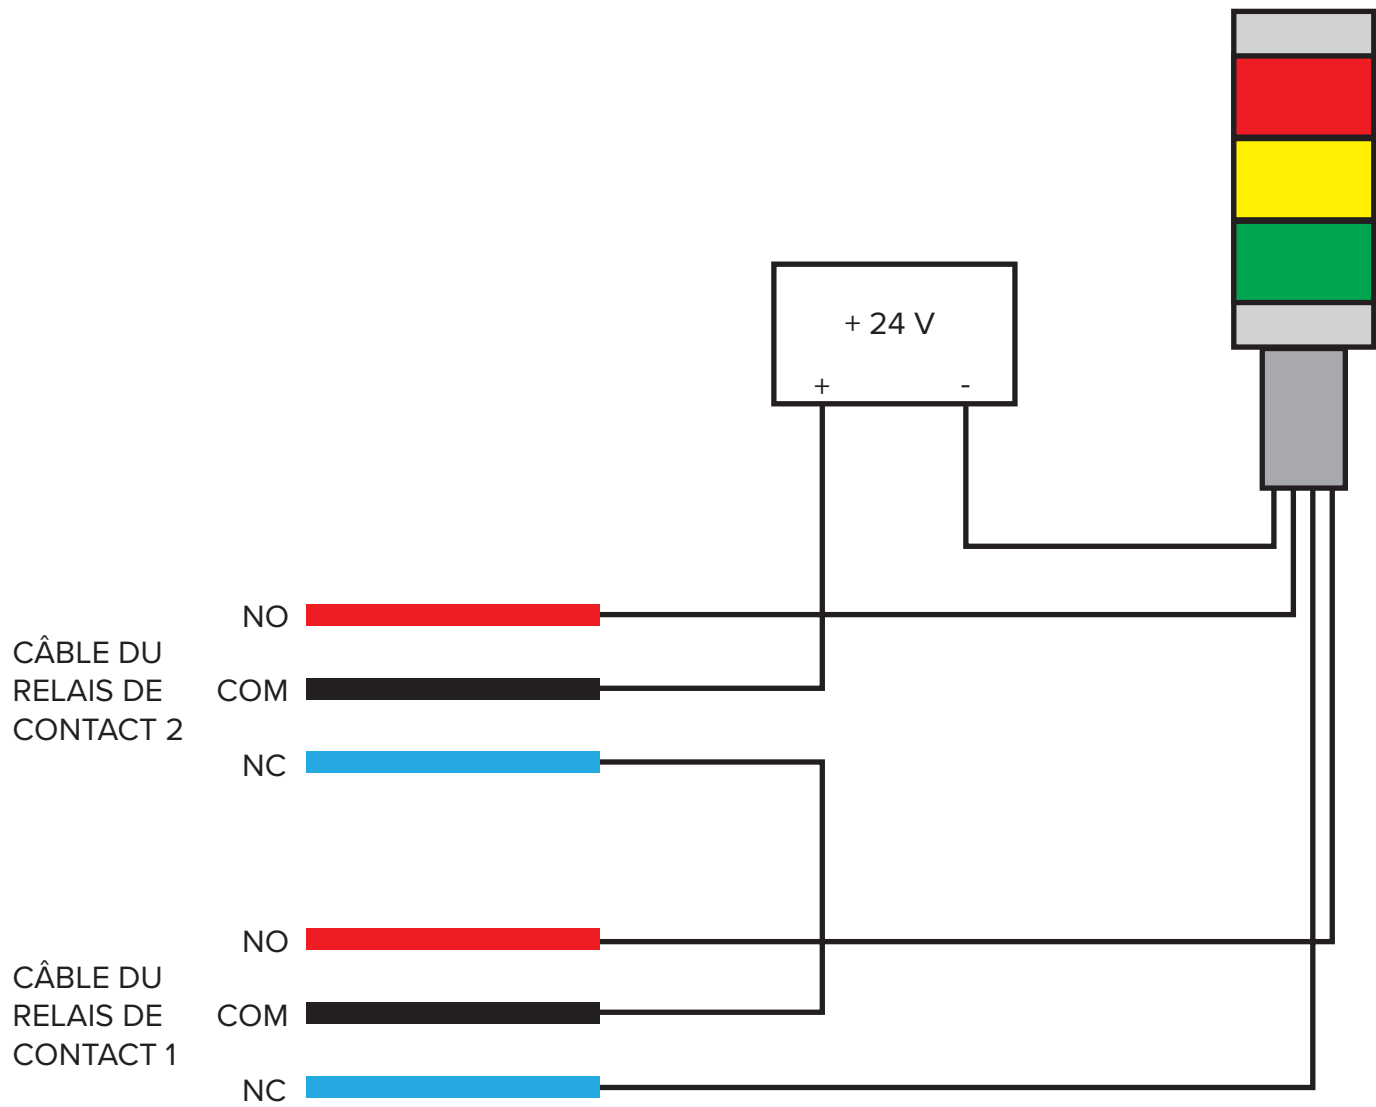 + 24 V
+ -
NO
CÂBLE DU
RELAIS DE
CONTACT 2
COM
NC
NO
CÂBLE DU
RELAIS DE
CONTACT 1
COM
NC